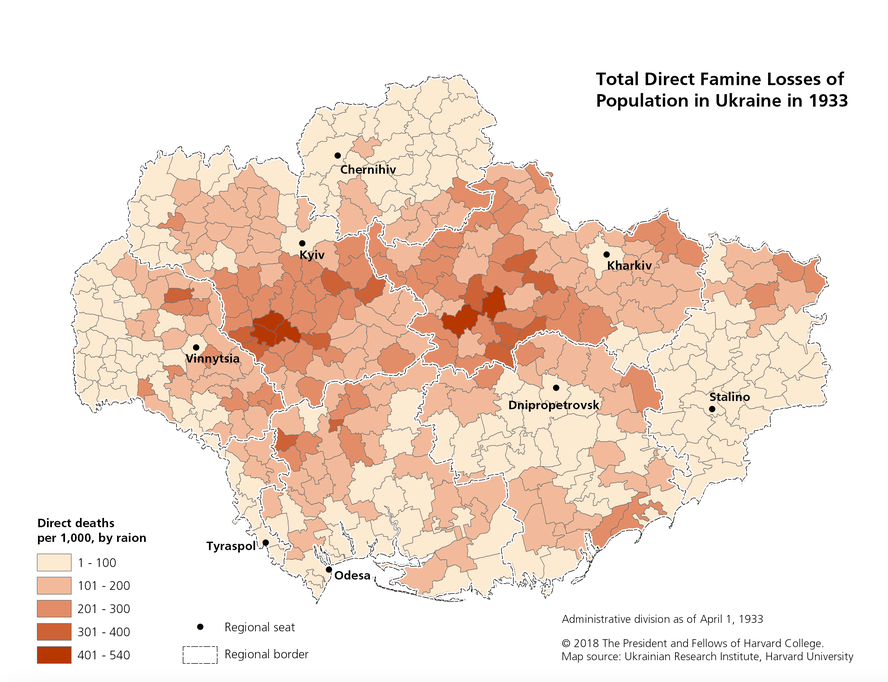 Total Direct Famine Losses of
Population in Ukraine in 1933
Chernihiv
Kyiv
Kharkiv
Vinnytsia
Stalino
Dnipropetrovsk
Tyraspol
Odesa
Direct deaths
per 1,000, by raion
1 - 100
101 - 200
201 - 300
301 - 400
401 - 540
Regional seat
Regional border
Administrative division as of April 1, 1933
© 2018 The President and Fellows of Harvard College.
Map source: Ukrainian Research Institute, Harvard University